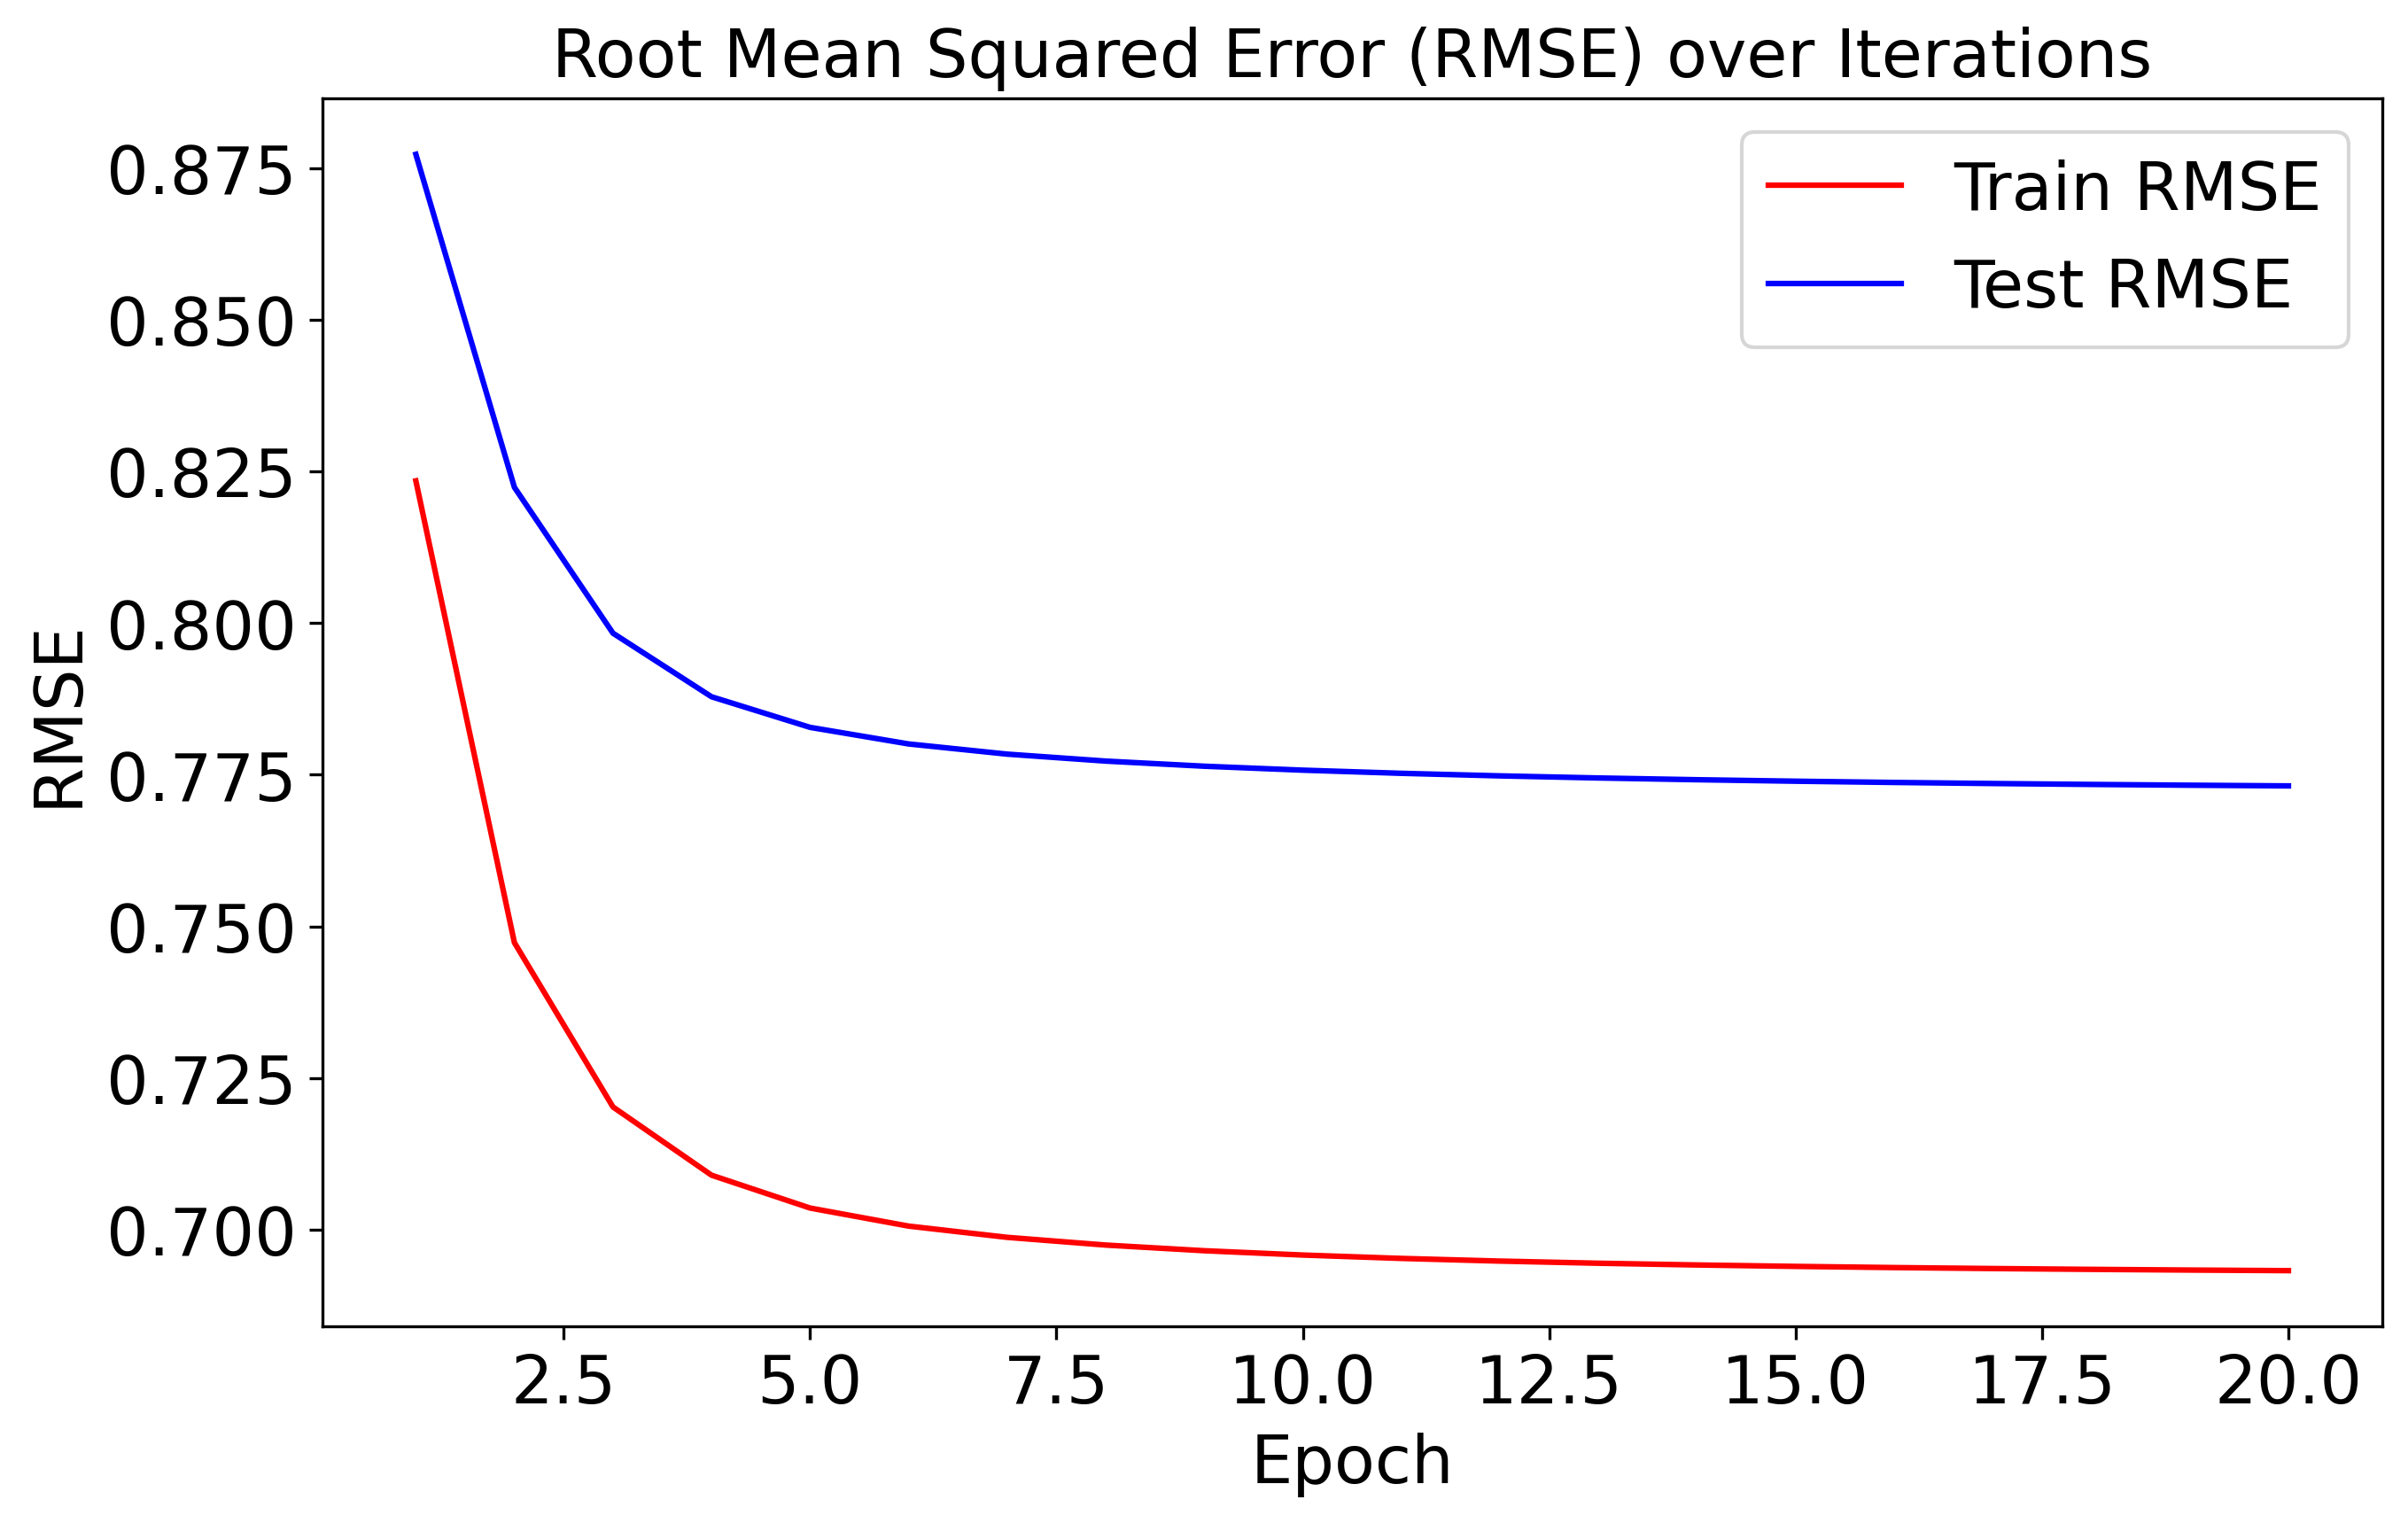 Root Mean Squared Error (RMSE) over Iterations
Train RMSE
Test RMSE
0.875
0.850
0.825
0.800
0.775
0.750
0.725
0.700
RMSE
2.5 5.0 7.5 10.0 12.5 15.0 17.5 20.0
Epoch